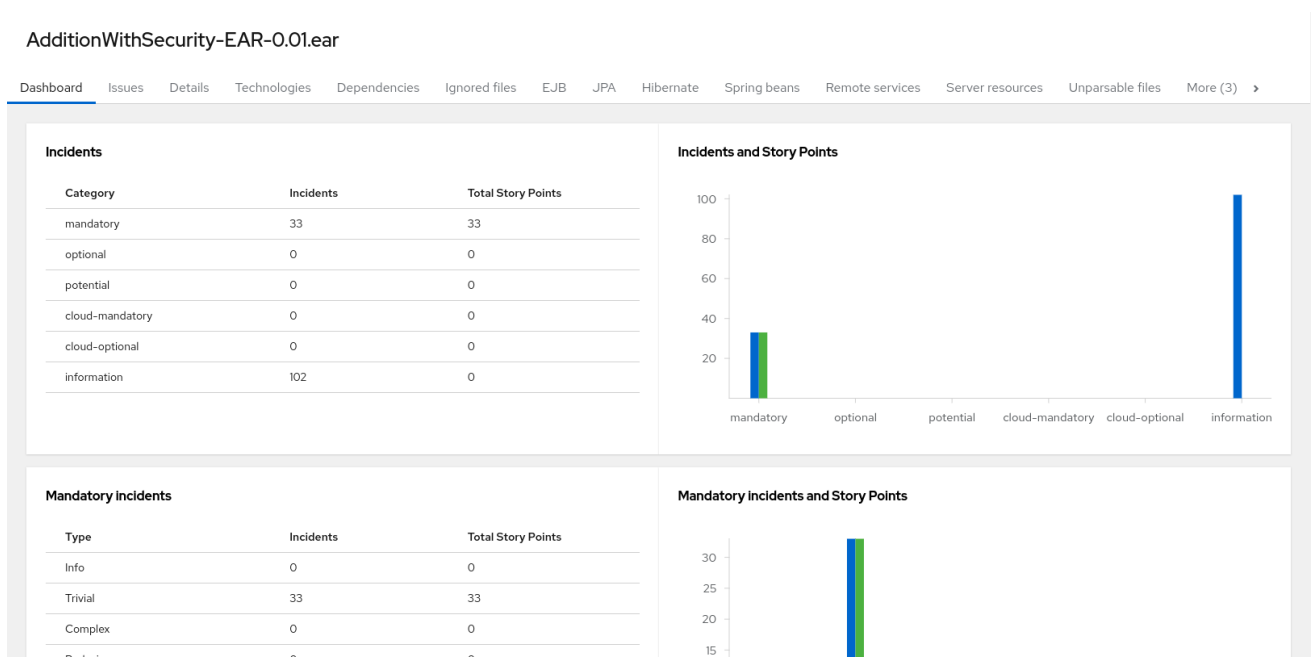 AdditionWithSecurity-EAR-0.01.ear
Dashboard Issues Details Technologies Dependencies Ignored files EJB JPA Hibernate Spring beans Remote services Server resources Unparsable files More (3)
Incidents
Category Incidents Total Story Points
mandatory 33 33
optional 0 0
potential 0 0
cloud-mandatory 0 0
cloud-optional 0 0
information 102 0
Incidents and Story Points
100
80
60
40
20
mandatory optional potential cloud-mandatory cloud-optional information
Mandatory incidents
Type Incidents Total Story Points
Info 0 0
Trivial 33 33
Complex 0 0
Mandatory incidents and Story Points
30
25
20
15